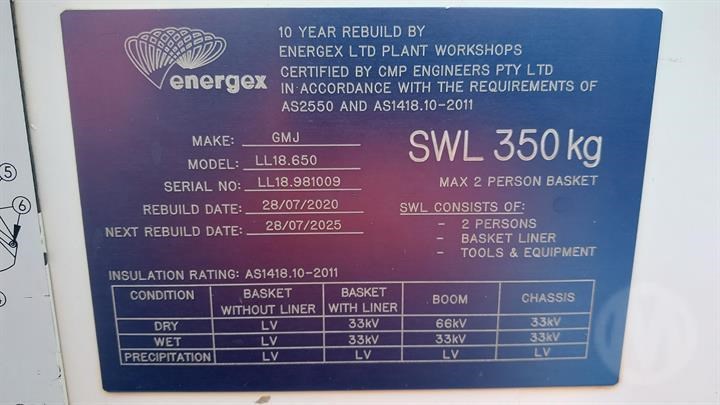 10 YEAR REBUILD BY
ENERGEX LTD PLANT WORKSHOPS
CERTIFIED BY CMP ENGINEERS PTY LTD
IN ACCORDANCE WITH THE REQUIREMENTS OF
AS2550 AND AS1418.10-2011
energex
MAKE: GMJ
MODEL: LL18.650
SERIAL NO: LL18.981009
REBUILD DATE: 28/07/2020
NEXT REBUILD DATE: 28/07/2025
SWL 350kg
MAX 2 PERSON BASKET
SWL CONSISTS OF:
- 2 PERSONS
- BASKET LINER
- TOOLS & EQUIPMENT
INSULATION RATING: AS1418.10-2011
CONDITION BASKET WITHOUT LINER BASKET WITH LINER BOOM CHASSIS
DRY LV 33kV 66kV 33kV
WET LV 33kV 33kV 33kV
PRECIPITATION LV LV LV LV
5
6